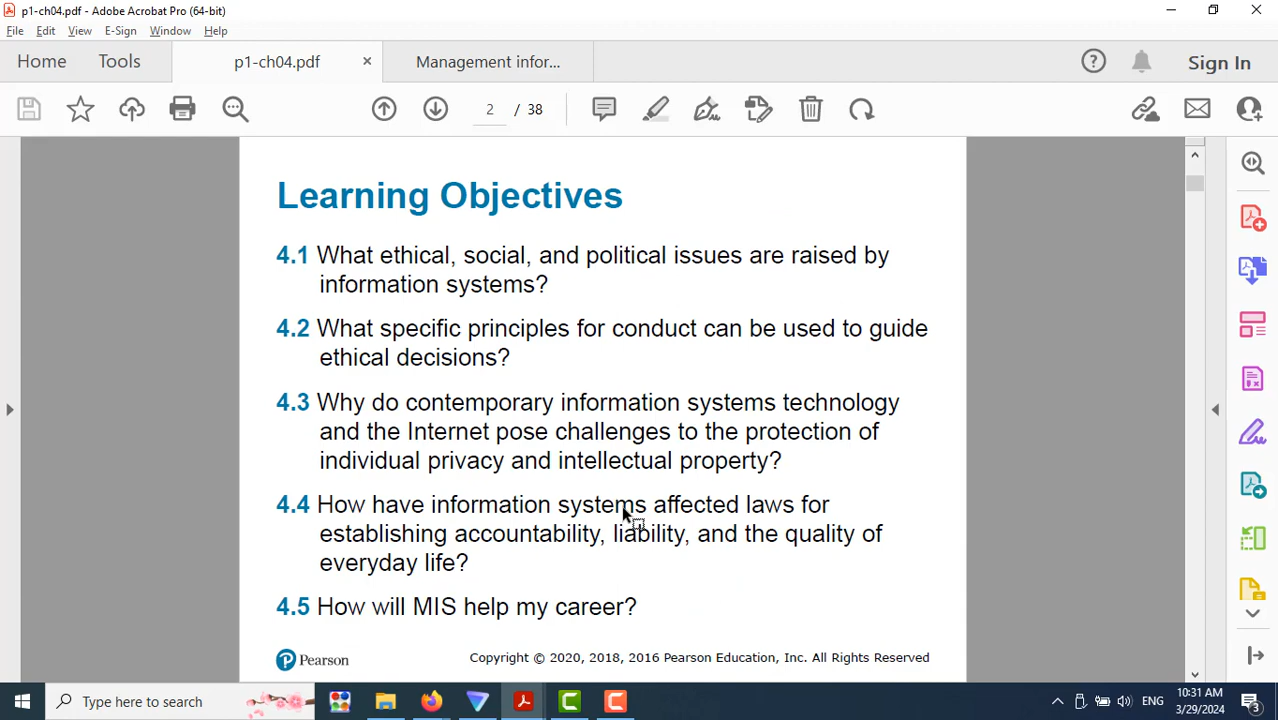 p1-ch04.pdf - Adobe Acrobat Pro (64-bit)
File Edit View E-Sign Window Help
Home Tools p1-ch04.pdf × Management infor... Sign In
2 / 38
Learning Objectives
4.1 What ethical, social, and political issues are raised by
information systems?
4.2 What specific principles for conduct can be used to guide
ethical decisions?
4.3 Why do contemporary information systems technology
and the Internet pose challenges to the protection of
individual privacy and intellectual property?
4.4 How have information systems affected laws for
establishing accountability, liability, and the quality of
everyday life?
4.5 How will MIS help my career?
Pearson Copyright © 2020, 2018, 2016 Pearson Education, Inc. All Rights Reserved
Type here to search ENG 10:31 AM
3/29/2024 3